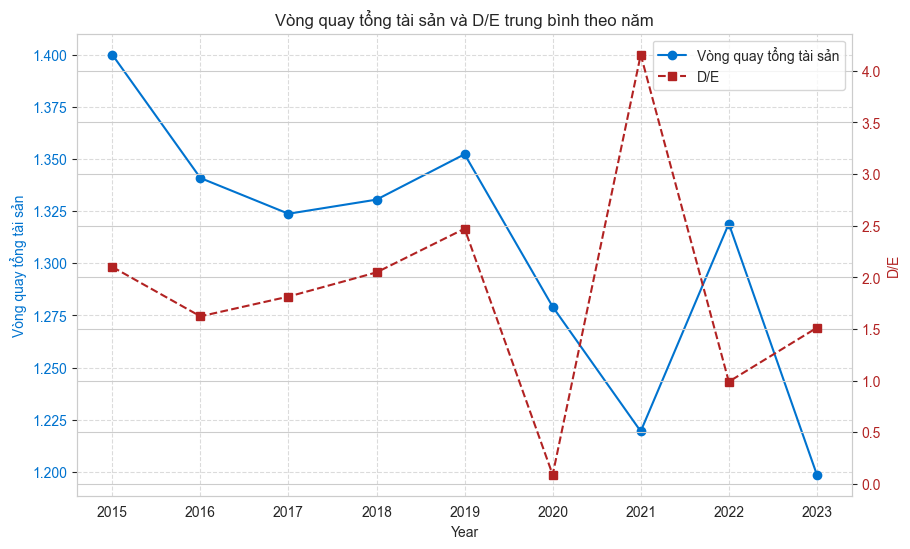 Vòng quay tổng tài sản và D/E trung bình theo năm
Vòng quay tổng tài sản
D/E
Vòng quay tổng tài sản
1.400
1.375
1.350
1.325
1.300
1.275
1.250
1.225
1.200
4.0
3.5
3.0
2.5
2.0
1.5
1.0
0.5
0.0
D/E
2015 2016 2017 2018 2019 2020 2021 2022 2023
Year